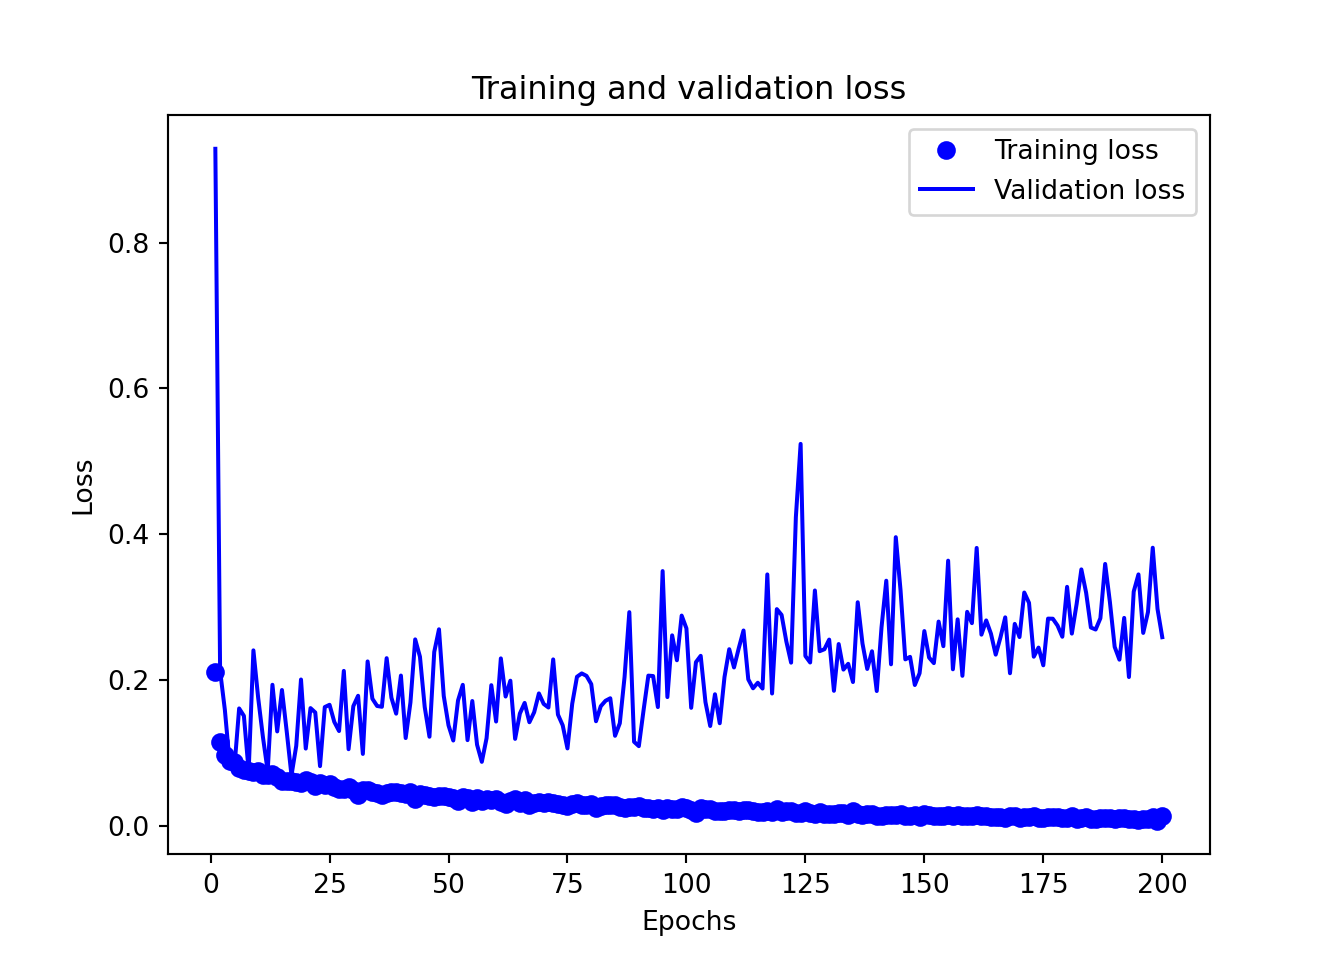 Training and validation loss
Training loss
Validation loss
0.8
0.6
0.4
0.2
0.0
Loss
0 25 50 75 100 125 150 175 200
Epochs